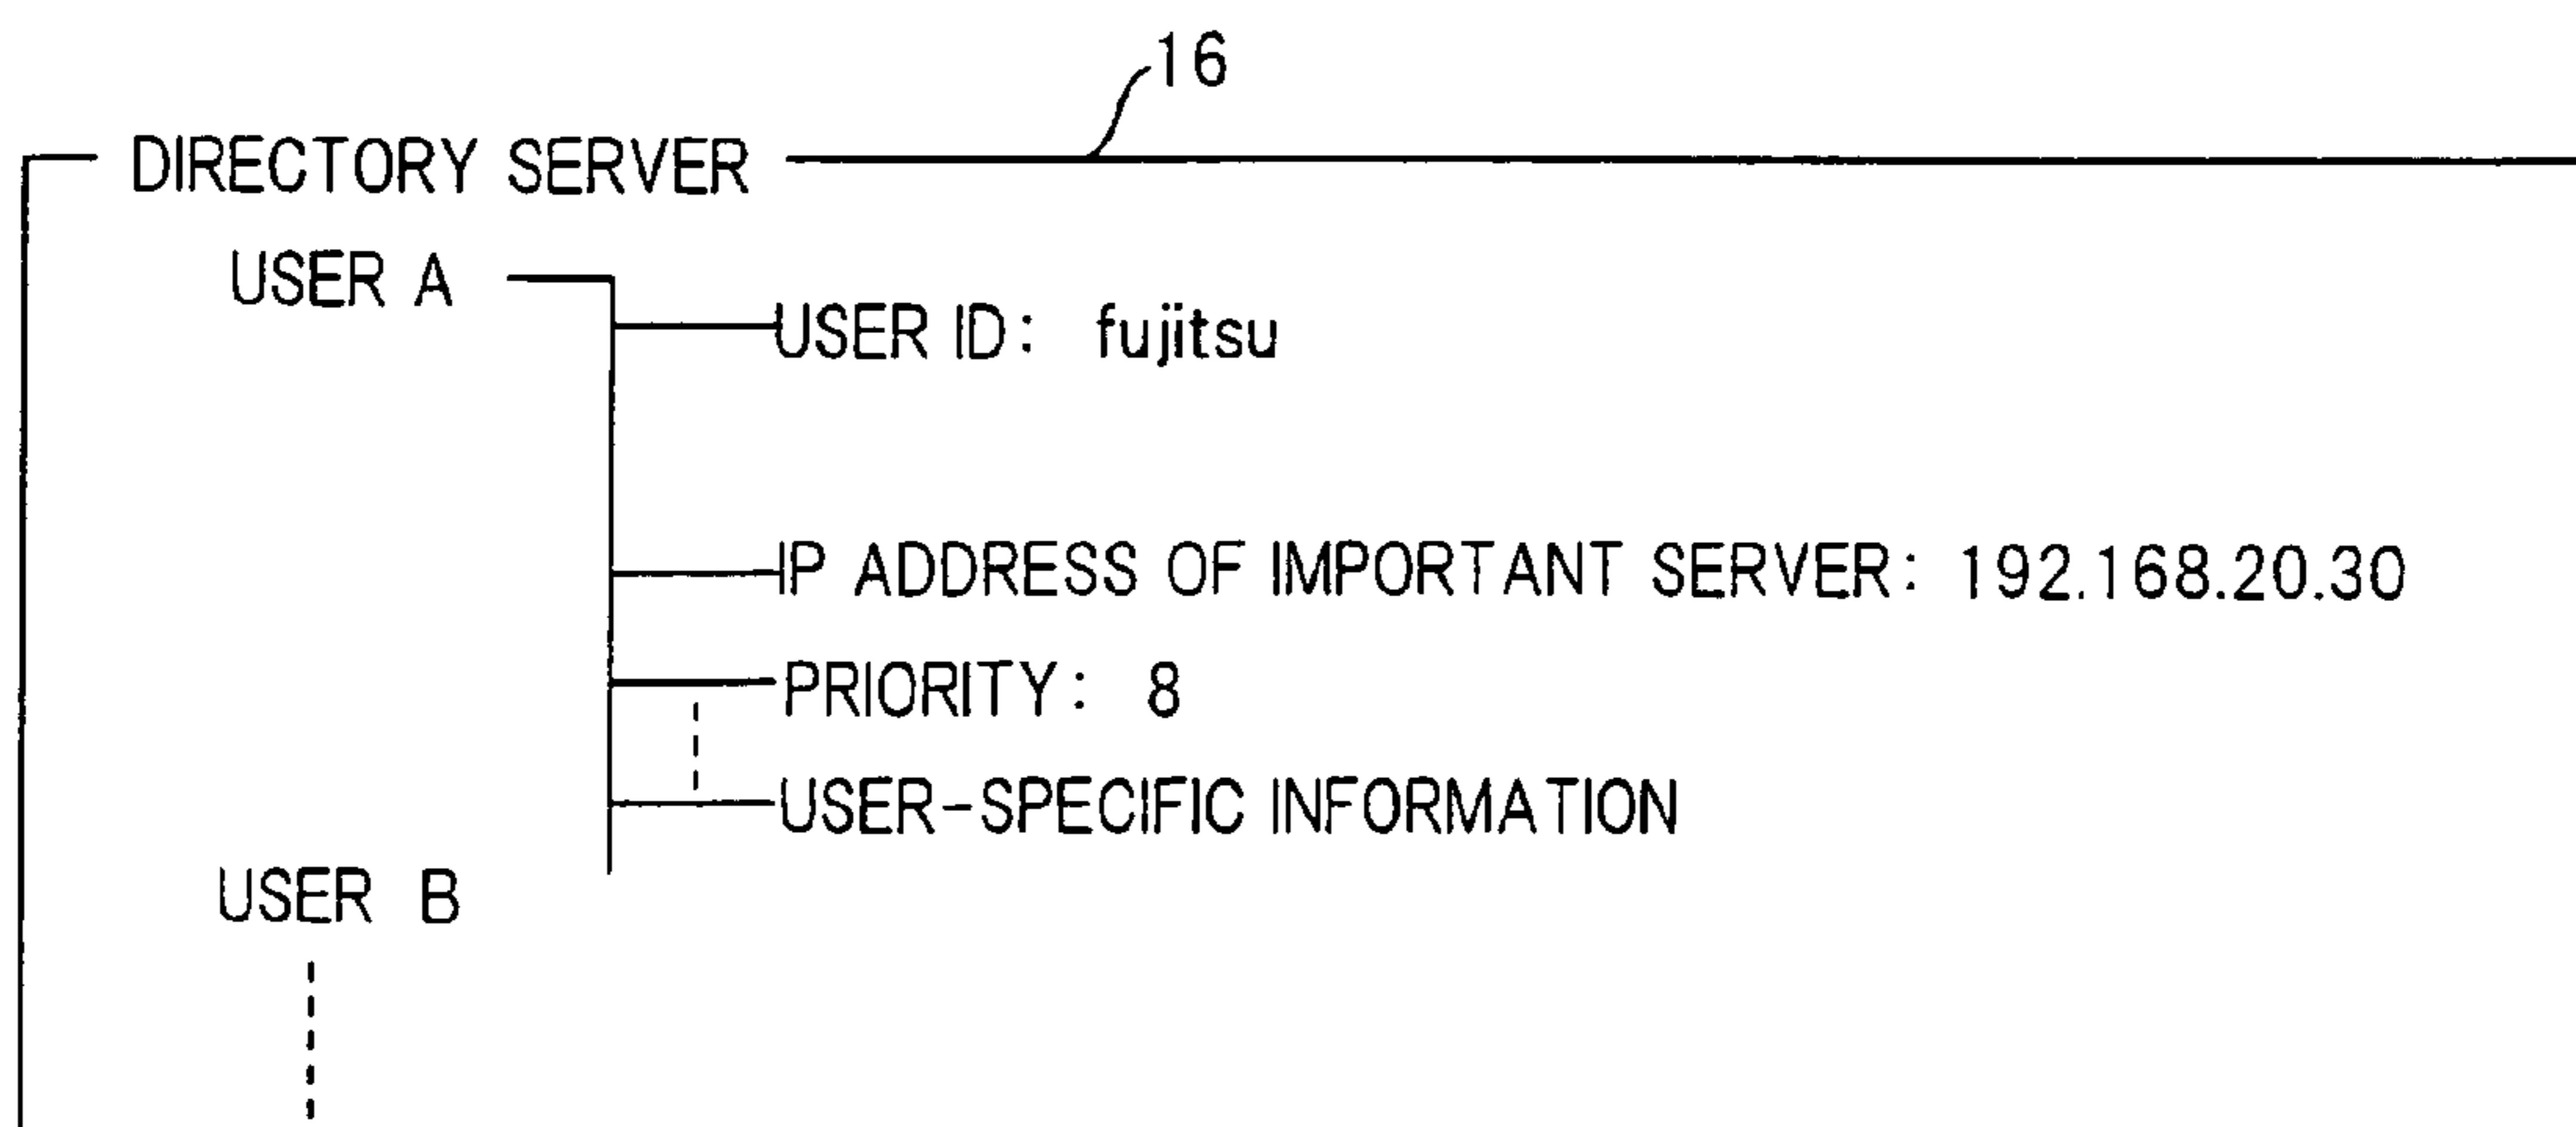 16
DIRECTORY SERVER
USER A
USER ID: fujitsu
IP ADDRESS OF IMPORTANT SERVER: 192.168.20.30
PRIORITY: 8
USER-SPECIFIC INFORMATION
USER B